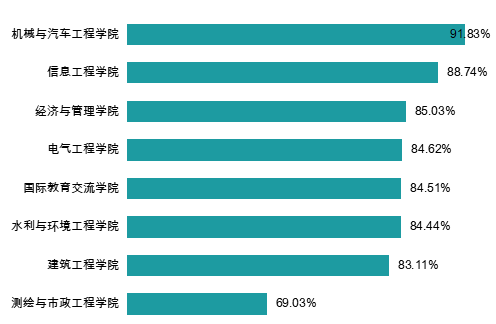 机械与汽车工程学院 91.83%
信息工程学院 88.74%
经济与管理学院 85.03%
电气工程学院 84.62%
国际教育交流学院 84.51%
水利与环境工程学院 84.44%
建筑工程学院 83.11%
测绘与市政工程学院 69.03%